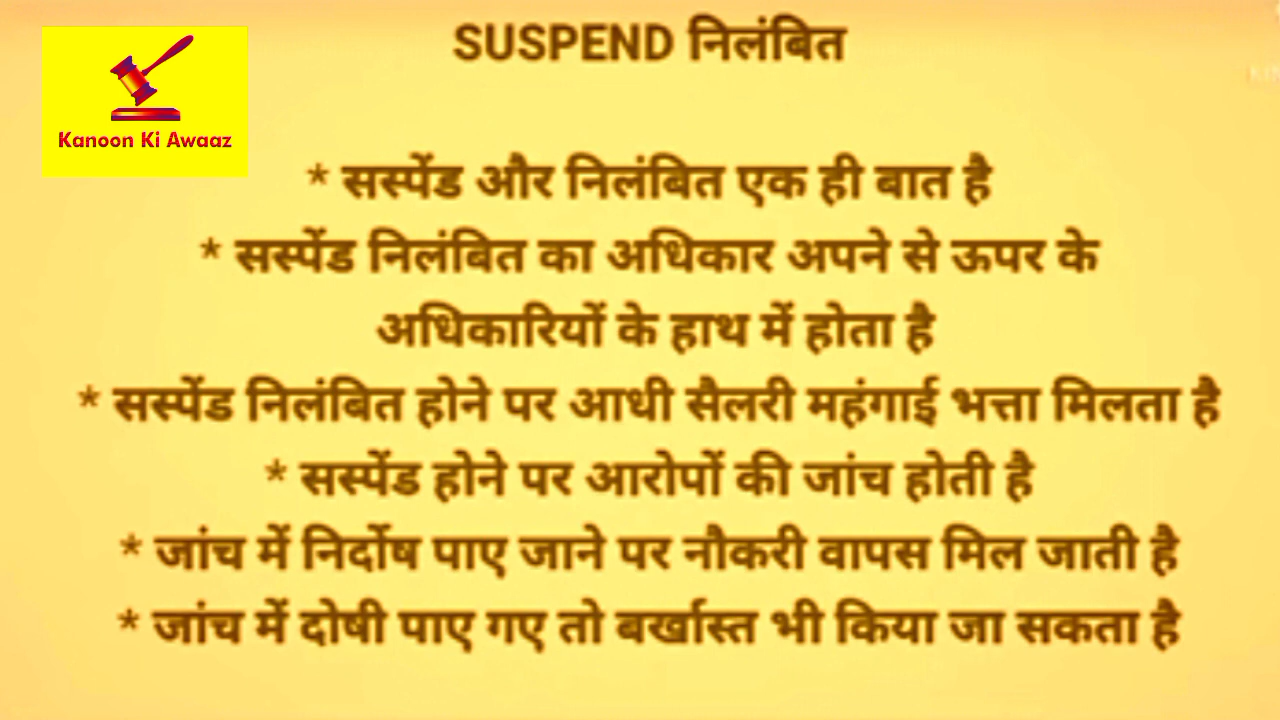 SUSPEND निलंबित
Kanoon Ki Awaaz
* सस्पेंड और निलंबित एक ही बात है
* सस्पेंड निलंबित का अधिकार अपने से ऊपर के
अधिकारियों के हाथ में होता है
* सस्पेंड निलंबित होने पर आधी सैलरी महंगाई भत्ता मिलता है
* सस्पेंड होने पर आरोपों की जांच होती है
* जांच में निर्दोष पाए जाने पर नौकरी वापस मिल जाती है
* जांच में दोषी पाए गए तो बर्खास्त भी किया जा सकता है